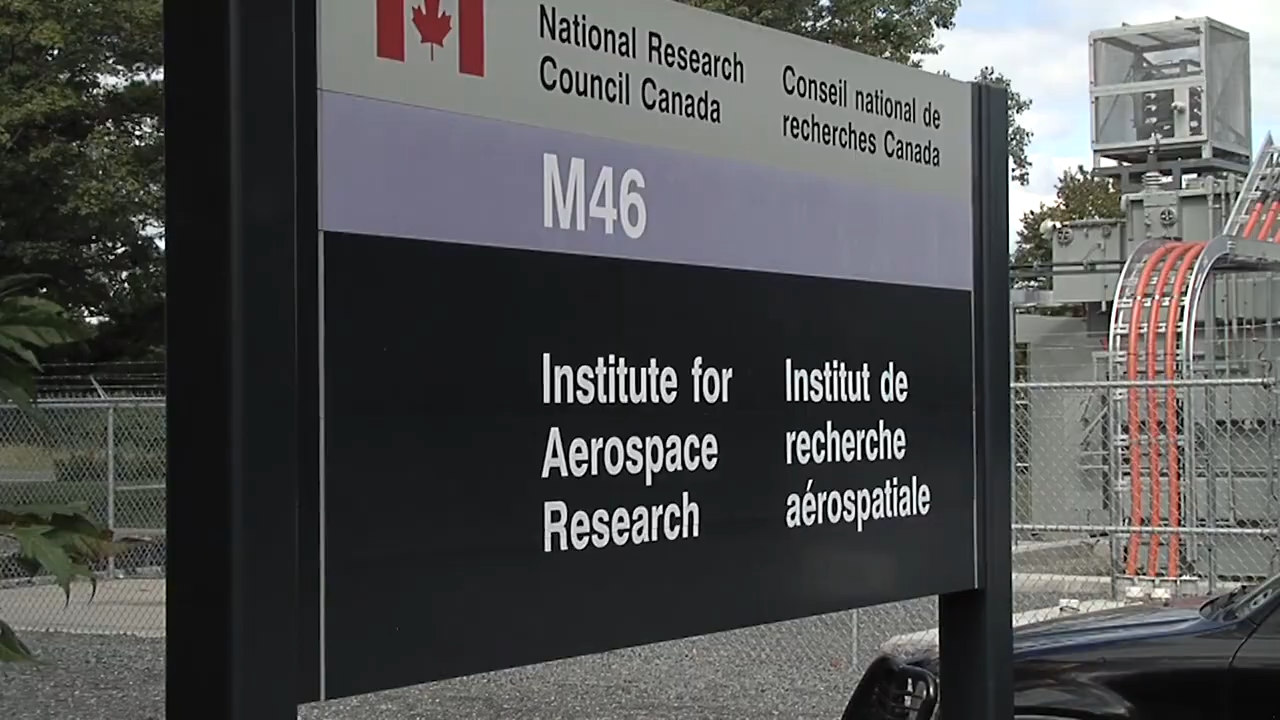 National Research
Council Canada
Conseil national de
recherches Canada
M46
Institute for
Aerospace
Research
Institut de
recherche
aérospatiale